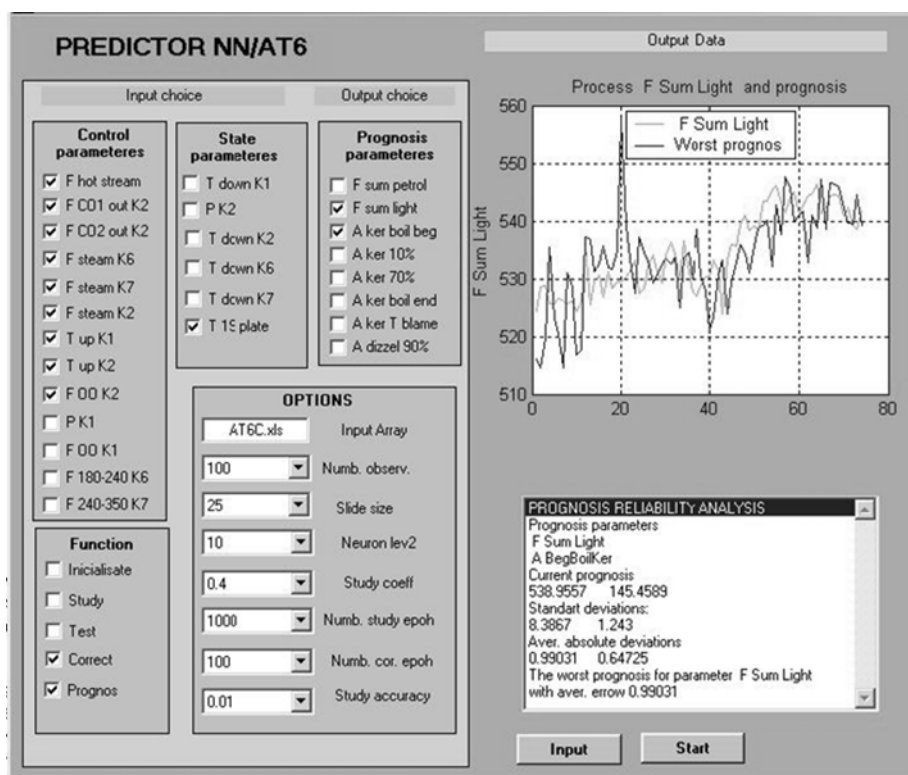 PREDICTOR NN/AT6
Input choice
Output choice
Control
parameteres
F hot stream
F CO1 out K2
F CO2 out K2
F steam K6
F steam K7
F steam K2
T up K1
T up K2
F OO K2
P K1
F OO K1
F 180-240 K6
F 240-350 K7
State
parameteres
T down K1
P K2
T down K2
T down K6
T down K7
T 19 plate
Prognosis
parameteres
F sum petrol
F sum light
A ker boil beg
A ker 10%
A ker 70%
A ker boil end
A ker T blame
A dizzel 90%
Function
Inicialisate
Study
Test
Correct
Prognos
OPTIONS
AT6C.xls Input Array
100 Numb. observ.
25 Slide size
10 Neuron lev2
0.4 Study coeff
1000 Numb. study epoh
100 Numb. cor. epoh
0.01 Study accuracy
Output Data
Process F Sum Light and prognosis
F Sum Light
Worst prognos
F Sum Light
560
550
540
530
520
510
0 20 40 60 80
PROGNOSIS RELIABILITY ANALYSIS
Prognosis parameters
F Sum Light
A BegBoilKer
Current prognosis
538.9557 145.4589
Standart deviations:
8.3867 1.243
Aver. absolute deviations
0.99031 0.64725
The worst prognosis for parameter F Sum Light
with aver. errow 0.99031
Input
Start